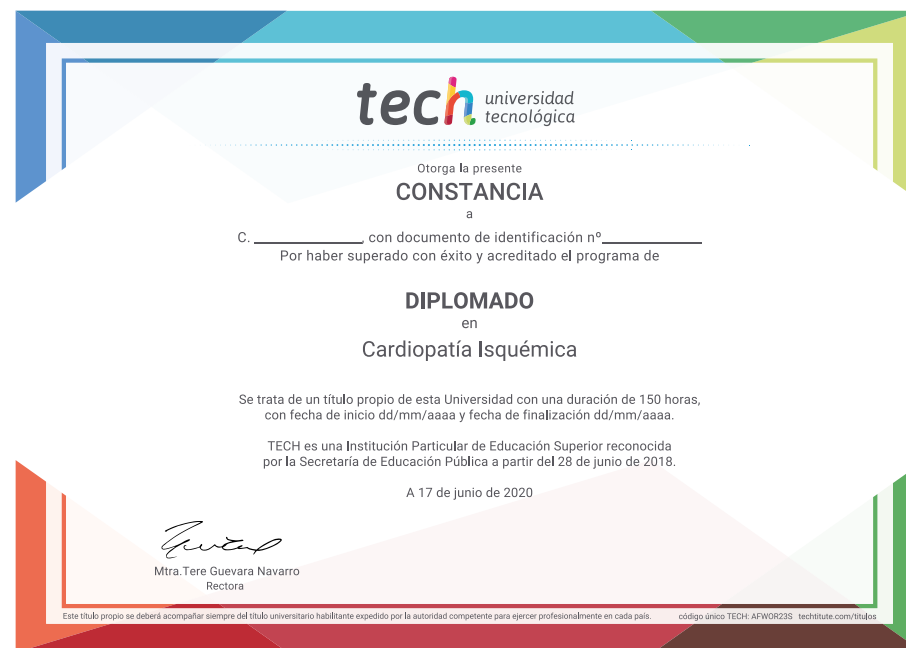 tech universidad
tecnológica
Otorga la presente
CONSTANCIA
a
C. ____________, con documento de identificación nº___________
Por haber superado con éxito y acreditado el programa de
DIPLOMADO
en
Cardiopatía Isquémica
Se trata de un título propio de esta Universidad con una duración de 150 horas,
con fecha de inicio dd/mm/aaaa y fecha de finalización dd/mm/aaaa.
TECH es una Institución Particular de Educación Superior reconocida
por la Secretaría de Educación Pública a partir del 28 de junio de 2018.
A 17 de junio de 2020
Mtra.Tere Guevara Navarro
Rectora
Este título propio se deberá acompañar siempre del título universitario habilitante expedido por la autoridad competente para ejercer profesionalmente en cada país. código único TECH: AFWOR23S techtitute.com/titulos